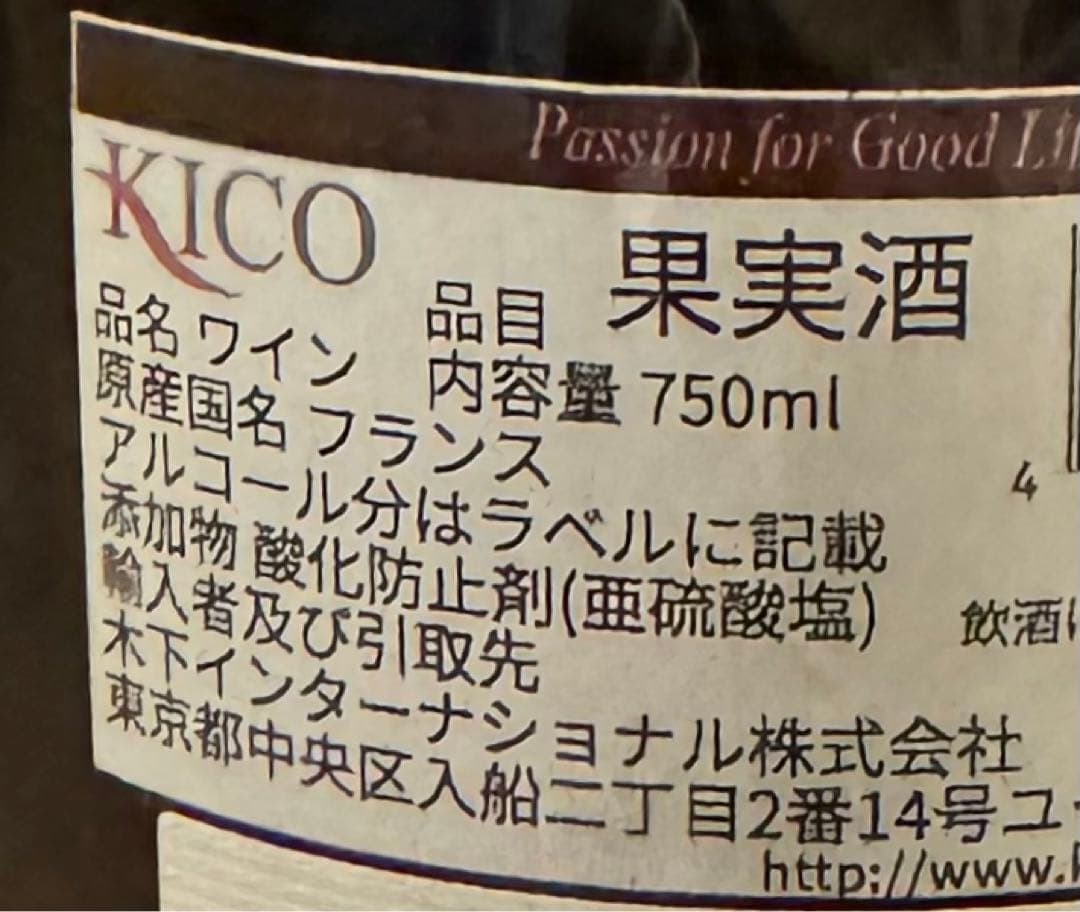 Passion for Good Li
KICO
品目 果実酒
品名 ワイン 内容量 750ml
原産国名 フランス
アルコール分はラベルに記載
添加物 酸化防止剤(亜硫酸塩)
輸入者及び引取先
木下インターナショナル株式会社
東京都中央区入船二丁目2番14号ユ
http://www.
4
飲酒は